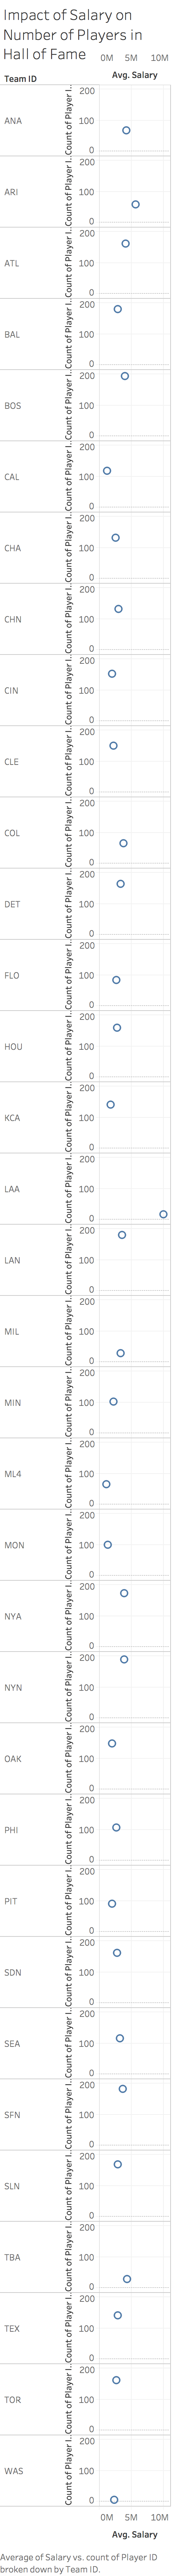 Impact of Salary on
Number of Players in
Hall of Fame
0M 5M 10M
Team ID
Avg. Salary
ANA
Count of Player I..
200
100
0
ARI
Count of Player I..
200
100
0
ATL
Count of Player I..
200
100
0
BAL
Count of Player I..
200
100
0
BOS
Count of Player I..
200
100
0
CAL
Count of Player I..
200
100
0
CHA
Count of Player I..
200
100
0
CHN
Count of Player I..
200
100
0
CIN
Count of Player I..
200
100
0
CLE
Count of Player I..
200
100
0
COL
Count of Player I..
200
100
0
DET
Count of Player I..
200
100
0
FLO
Count of Player I..
200
100
0
HOU
Count of Player I..
200
100
0
KCA
Count of Player I..
200
100
0
LAA
Count of Player I..
200
100
0
LAN
Count of Player I..
200
100
0
MIL
Count of Player I..
200
100
0
MIN
Count of Player I..
200
100
0
ML4
Count of Player I..
200
100
0
MON
Count of Player I..
200
100
0
NYA
Count of Player I..
200
100
0
NYN
Count of Player I..
200
100
0
OAK
Count of Player I..
200
100
0
PHI
Count of Player I..
200
100
0
PIT
Count of Player I..
200
100
0
SDN
Count of Player I..
200
100
0
SEA
Count of Player I..
200
100
0
SFN
Count of Player I..
200
100
0
SLN
Count of Player I..
200
100
0
TBA
Count of Player I..
200
100
0
TEX
Count of Player I..
200
100
0
TOR
Count of Player I..
200
100
0
WAS
Count of Player I..
200
100
0
0M 5M 10M
Avg. Salary
Average of Salary vs. count of Player ID
broken down by Team ID.